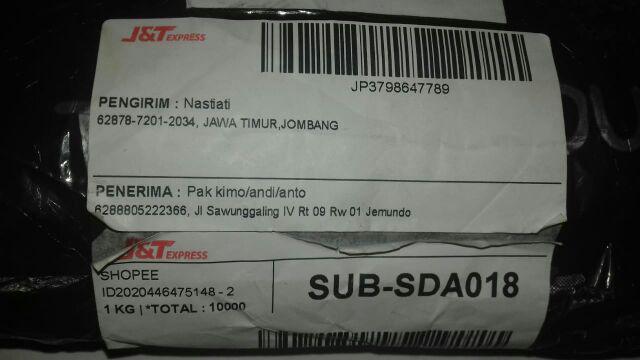 J&T EXPRESS
JP3798647789
PENGIRIM : Nastiati
62878-7201-2034, JAWA TIMUR,JOMBANG
PENERIMA : Pak kimo/andi/anto
6288805222366, Jl Sawunggaling IV Rt 09 Rw 01 Jemundo
J&T EXPRESS
SHOPEE
ID2020446475148 - 2
1 KG | *TOTAL : 10000
SUB-SDA018